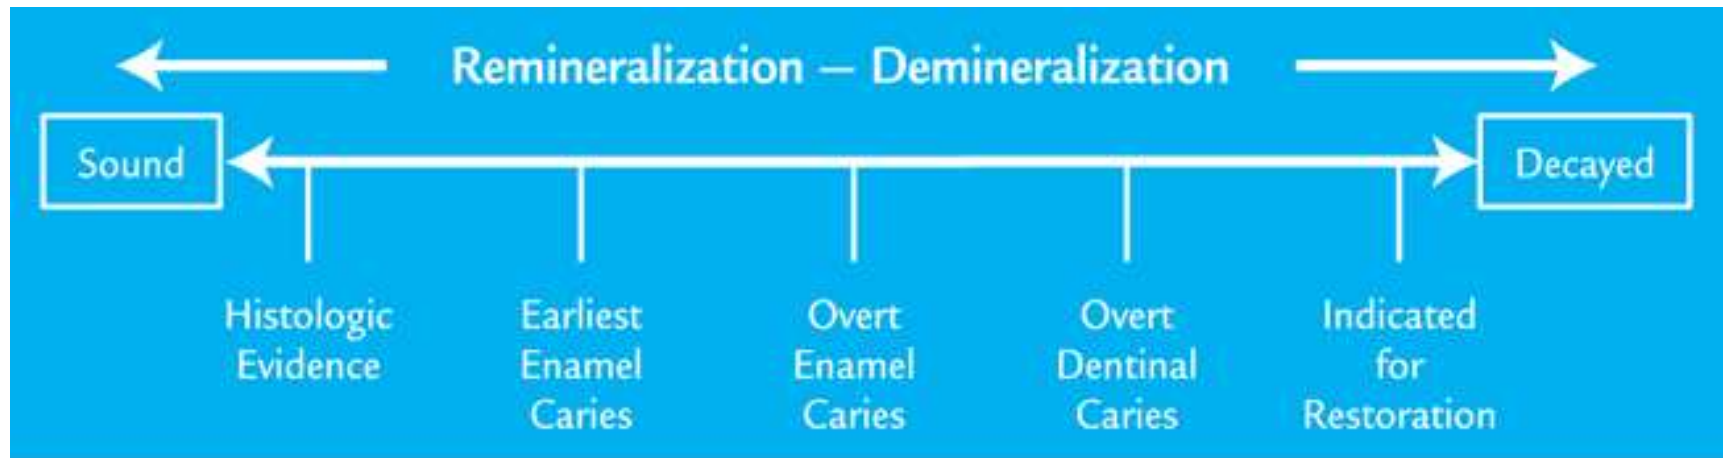 Remineralization – Demineralization
Sound
Decayed
Histologic
Evidence
Earliest
Enamel
Caries
Overt
Enamel
Caries
Overt
Dentinal
Caries
Indicated
for
Restoration